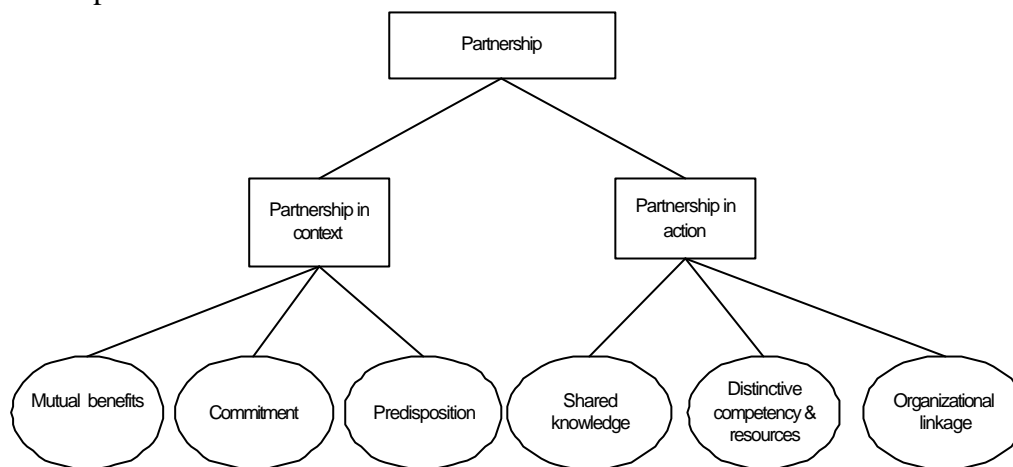 Partnership
Partnership in
context
Partnership in
action
Mutual benefits
Commitment
Predisposition
Shared
knowledge
Distinctive
competency &
resources
Organizational
linkage